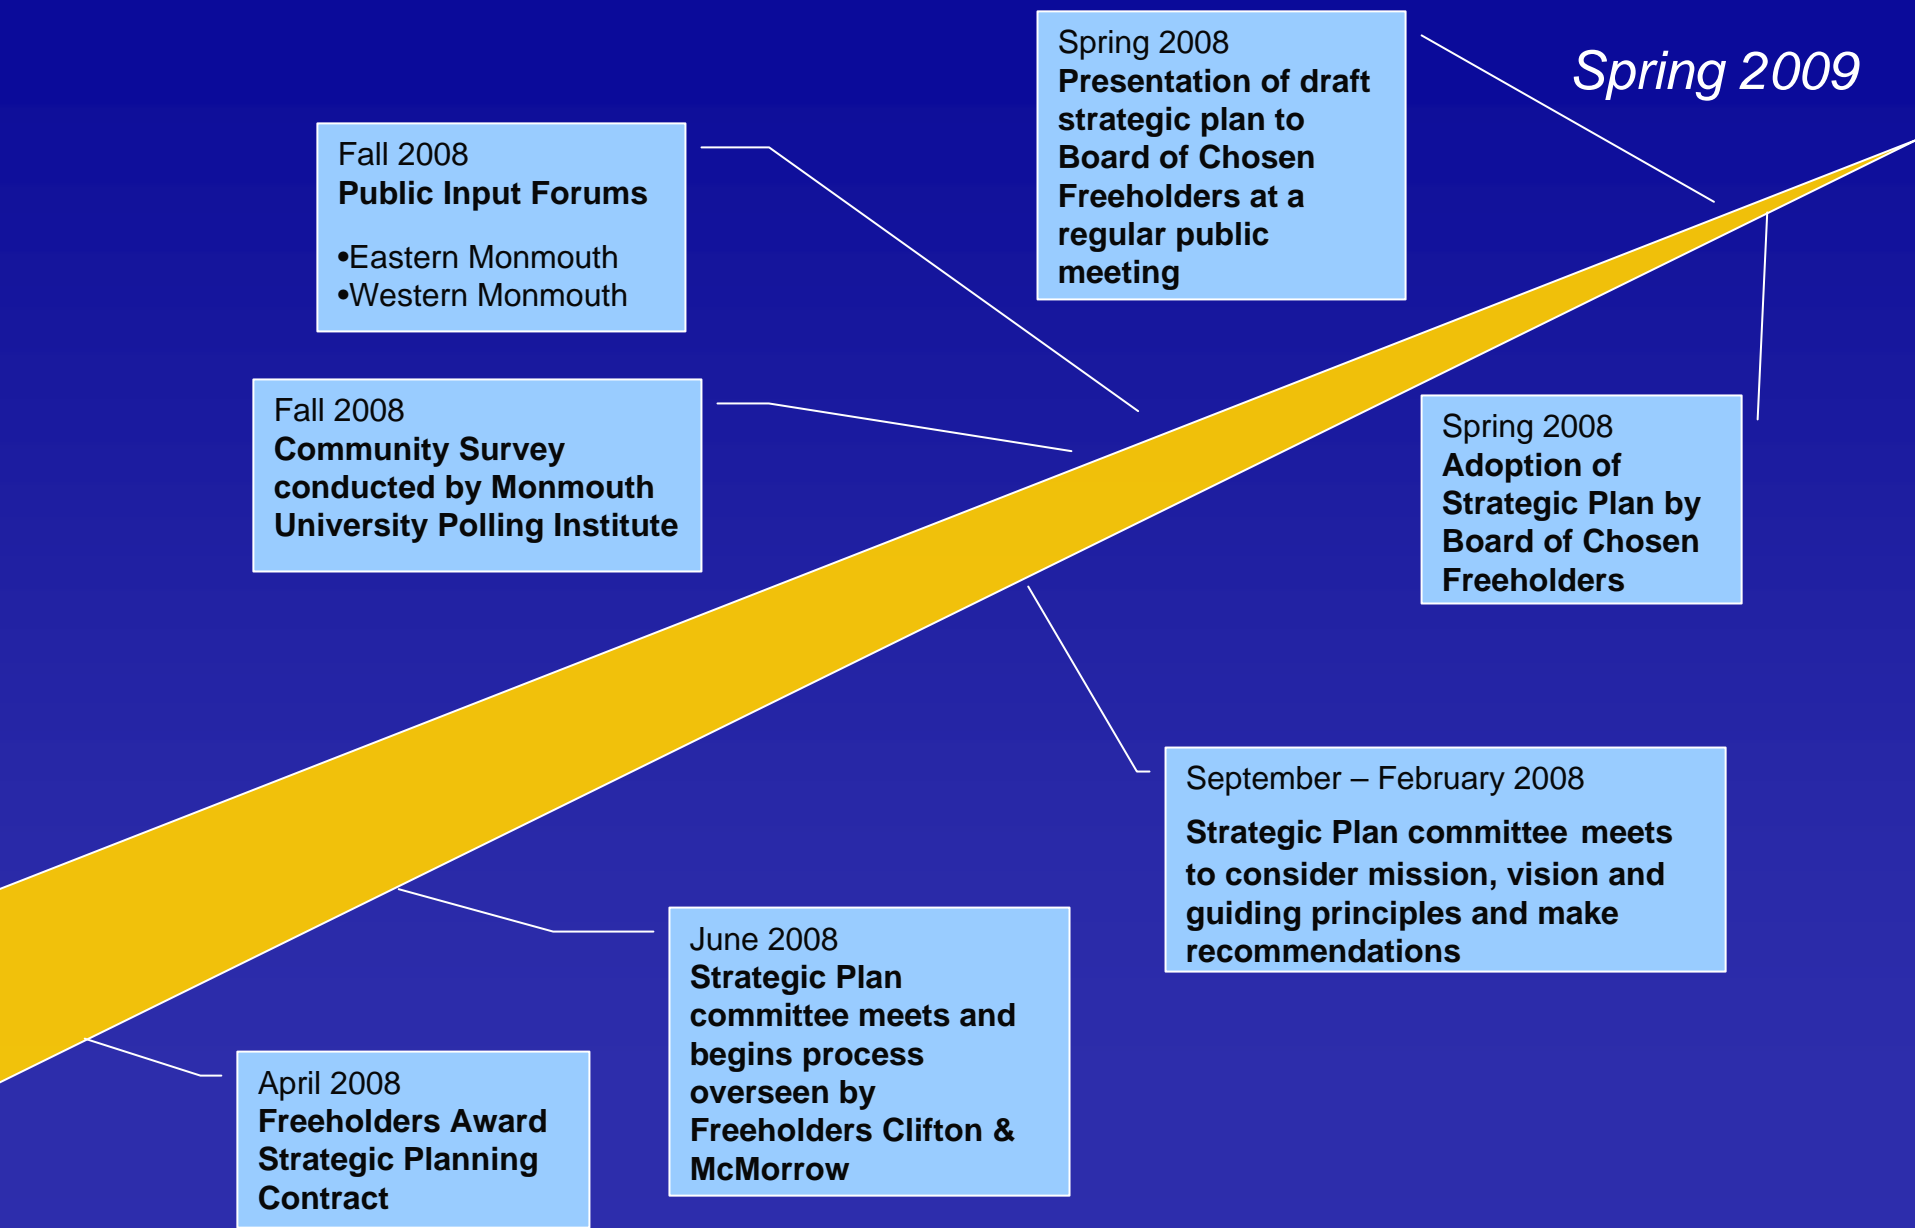 Spring 2009
Spring 2008
Presentation of draft
strategic plan to
Board of Chosen
Freeholders at a
regular public
meeting
Fall 2008
Public Input Forums
•Eastern Monmouth
•Western Monmouth
Fall 2008
Community Survey
conducted by Monmouth
University Polling Institute
Spring 2008
Adoption of
Strategic Plan by
Board of Chosen
Freeholders
September – February 2008
Strategic Plan committee meets
to consider mission, vision and
guiding principles and make
recommendations
June 2008
Strategic Plan
committee meets and
begins process
overseen by
Freeholders Clifton &
McMorrow
April 2008
Freeholders Award
Strategic Planning
Contract